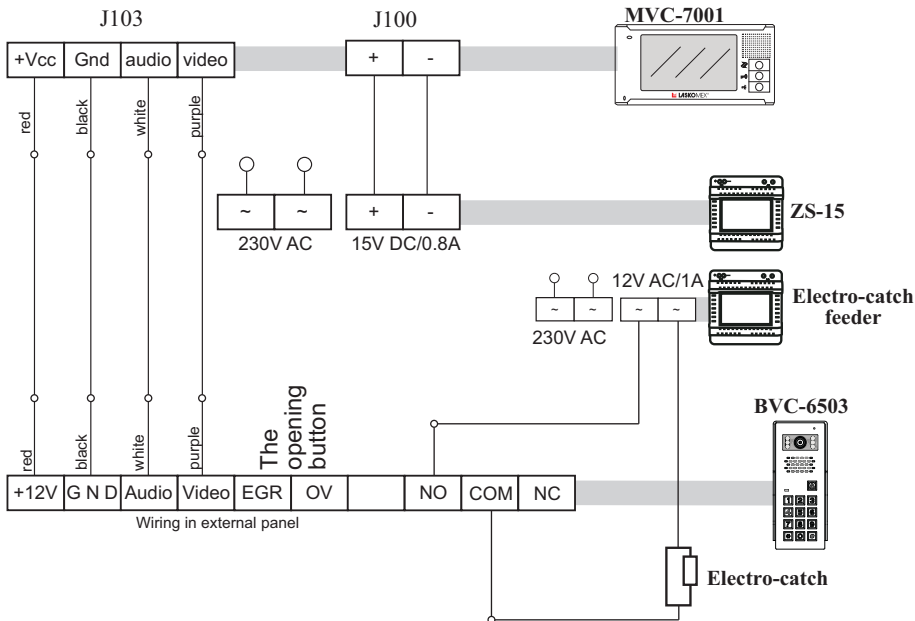 J103
J100
MVC-7001
+Vcc Gnd audio video
+ -
LASKOMEX
red
black
white
purple
~ ~
230V AC
+ -
15V DC/0.8A
ZS-15
12V AC/1A
~ ~
~ ~
230V AC
Electro-catch
feeder
BVC-6503
red
black
white
purple
The
opening
button
+12V G N D Audio Video EGR OV NO COM NC
Wiring in external panel
Electro-catch